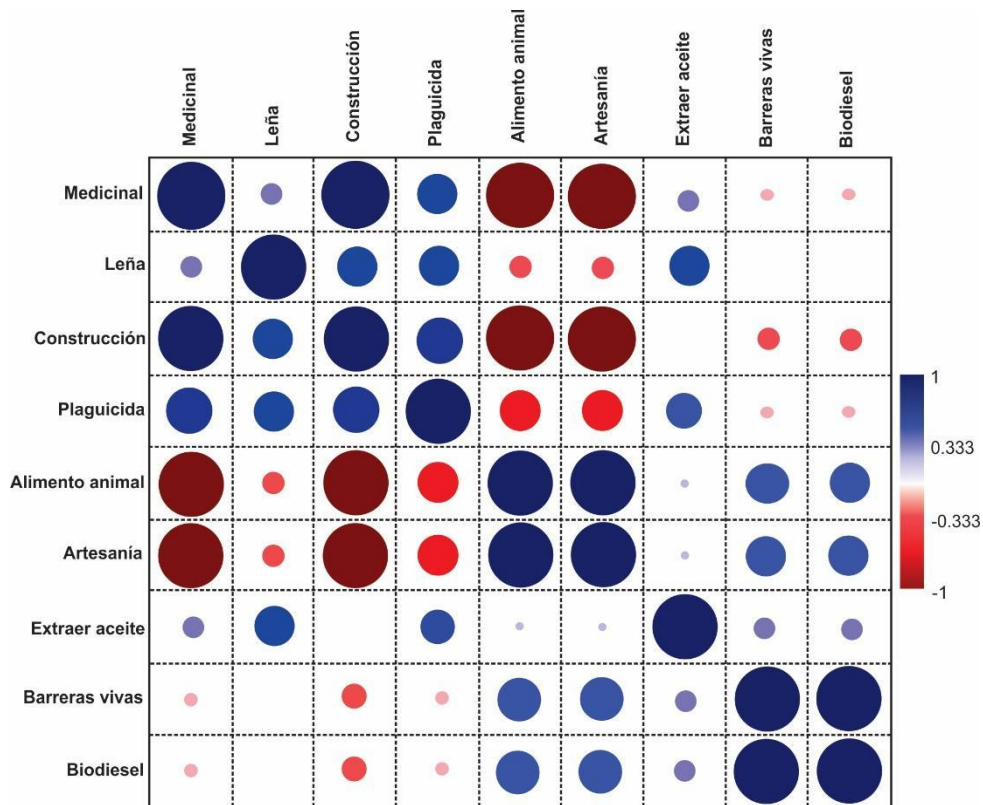 Medicinal
Leña
Construcción
Plaguicida
Alimento animal
Artesanía
Extraer aceite
Barreras vivas
Biodiesel
Medicinal
Leña
Construcción
Plaguicida
Alimento animal
Artesanía
Extraer aceite
Barreras vivas
Biodiesel
1
0.333
-0.333
-1